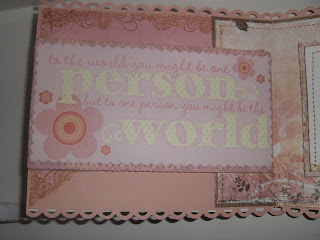 to the world you might be one
person
but to one person you might be the
world